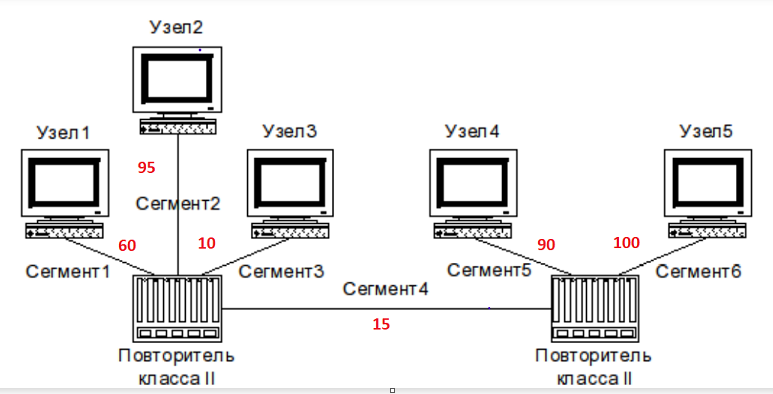 Узел2
Узел1
Узел3
Узел4
Узел5
95
Сегмент2
60
10
90
100
Сегмент1
Сегмент3
Сегмент4
Сегмент5
Сегмент6
15
Повторитель
класса II
Повторитель
класса II